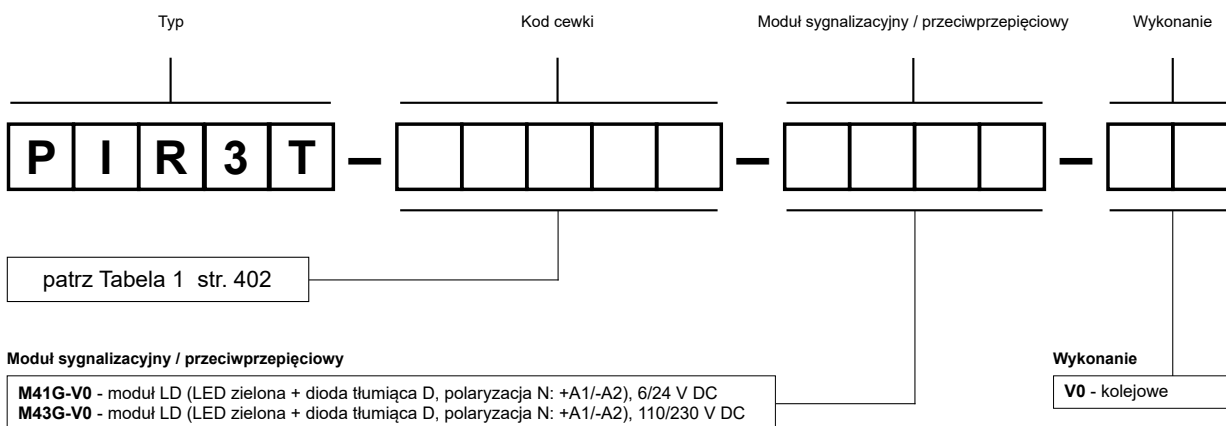 Typ Kod cewki Moduł sygnalizacyjny / przeciwprzepięciowy Wykonanie
P I R 3 T – – –
patrz Tabela 1 str. 402
Moduł sygnalizacyjny / przeciwprzepięciowy
M41G-V0 - moduł LD (LED zielona + dioda tłumiąca D, polaryzacja N: +A1/-A2), 6/24 V DC
M43G-V0 - moduł LD (LED zielona + dioda tłumiąca D, polaryzacja N: +A1/-A2), 110/230 V DC
Wykonanie
V0 - kolejowe